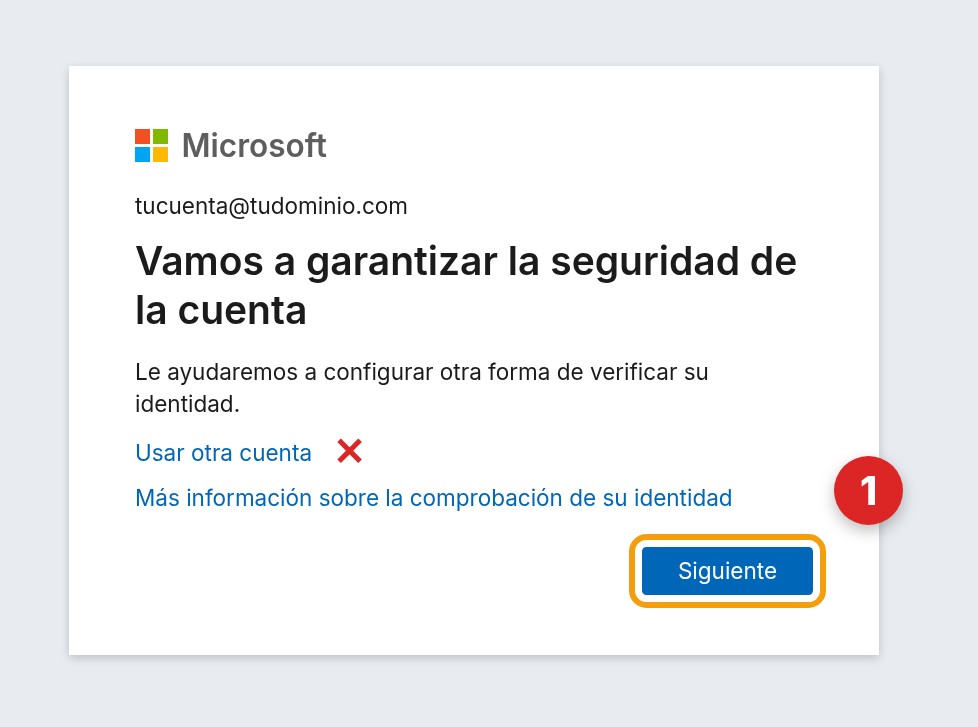 Microsoft
tucuenta@tudominio.com
Vamos a garantizar la seguridad de
la cuenta
Le ayudaremos a configurar otra forma de verificar su
identidad.
Usar otra cuenta
Más información sobre la comprobación de su identidad
1
Siguiente